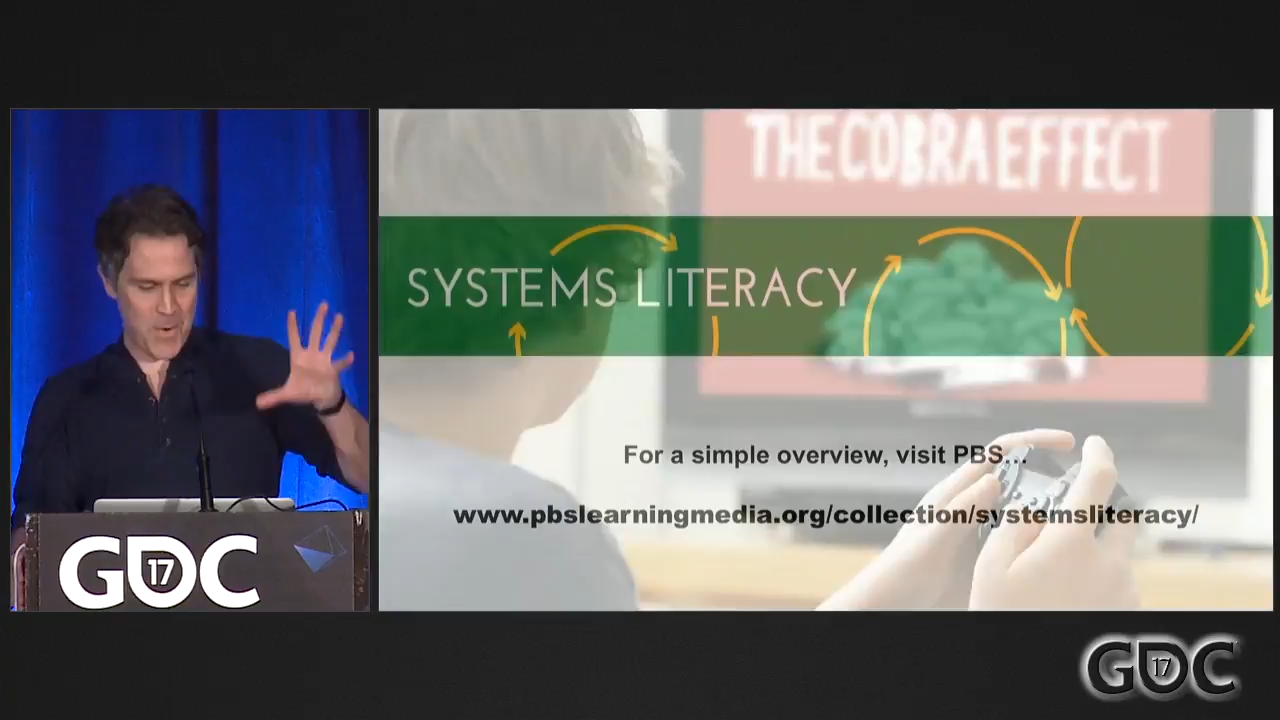 THE COBRA EFFECT
SYSTEMS LITERACY
For a simple overview, visit PBS...
www.pbslearningmedia.org/collection/systemsliteracy/
GDC 17
GDC 17